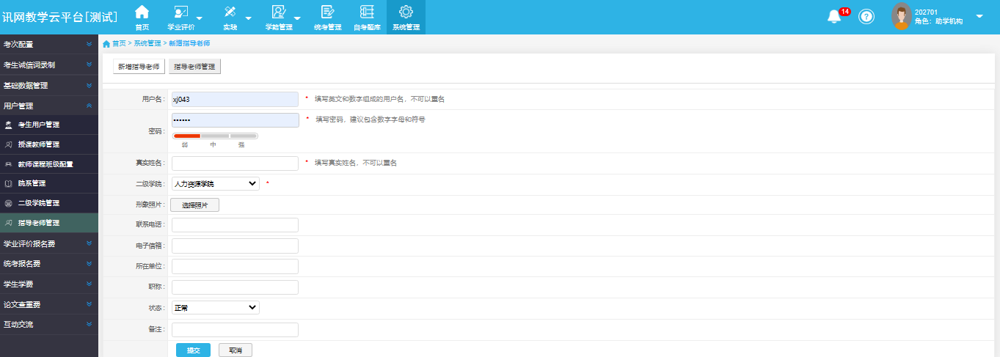 讯网教学云平台[测试]
首页
学业评价
实践
学籍管理
统考管理
自考题库
系统管理
14
202701
角色：助学机构
考次配置
考生诚信词录制
基础数据管理
用户管理
考生用户管理
授课教师管理
教师课程班级配置
院系管理
二级学院管理
指导老师管理
学业评价报名费
统考报名费
学生学费
论文查重费
互动交流
首页 > 系统管理 > 新增指导老师
新增指导老师 指导老师管理
用户名： xj043 * 填写英文和数字组成的用户名，不可以重名
密码： •••••• * 填写密码，建议包含数字字母和符号
弱 中 强
真实姓名： * 填写真实姓名，不可以重名
二级学院： 人力资源学院 *
形象照片： 选择照片
联系电话：
电子信箱：
所在单位：
职称：
状态： 正常
备注：
提交 取消